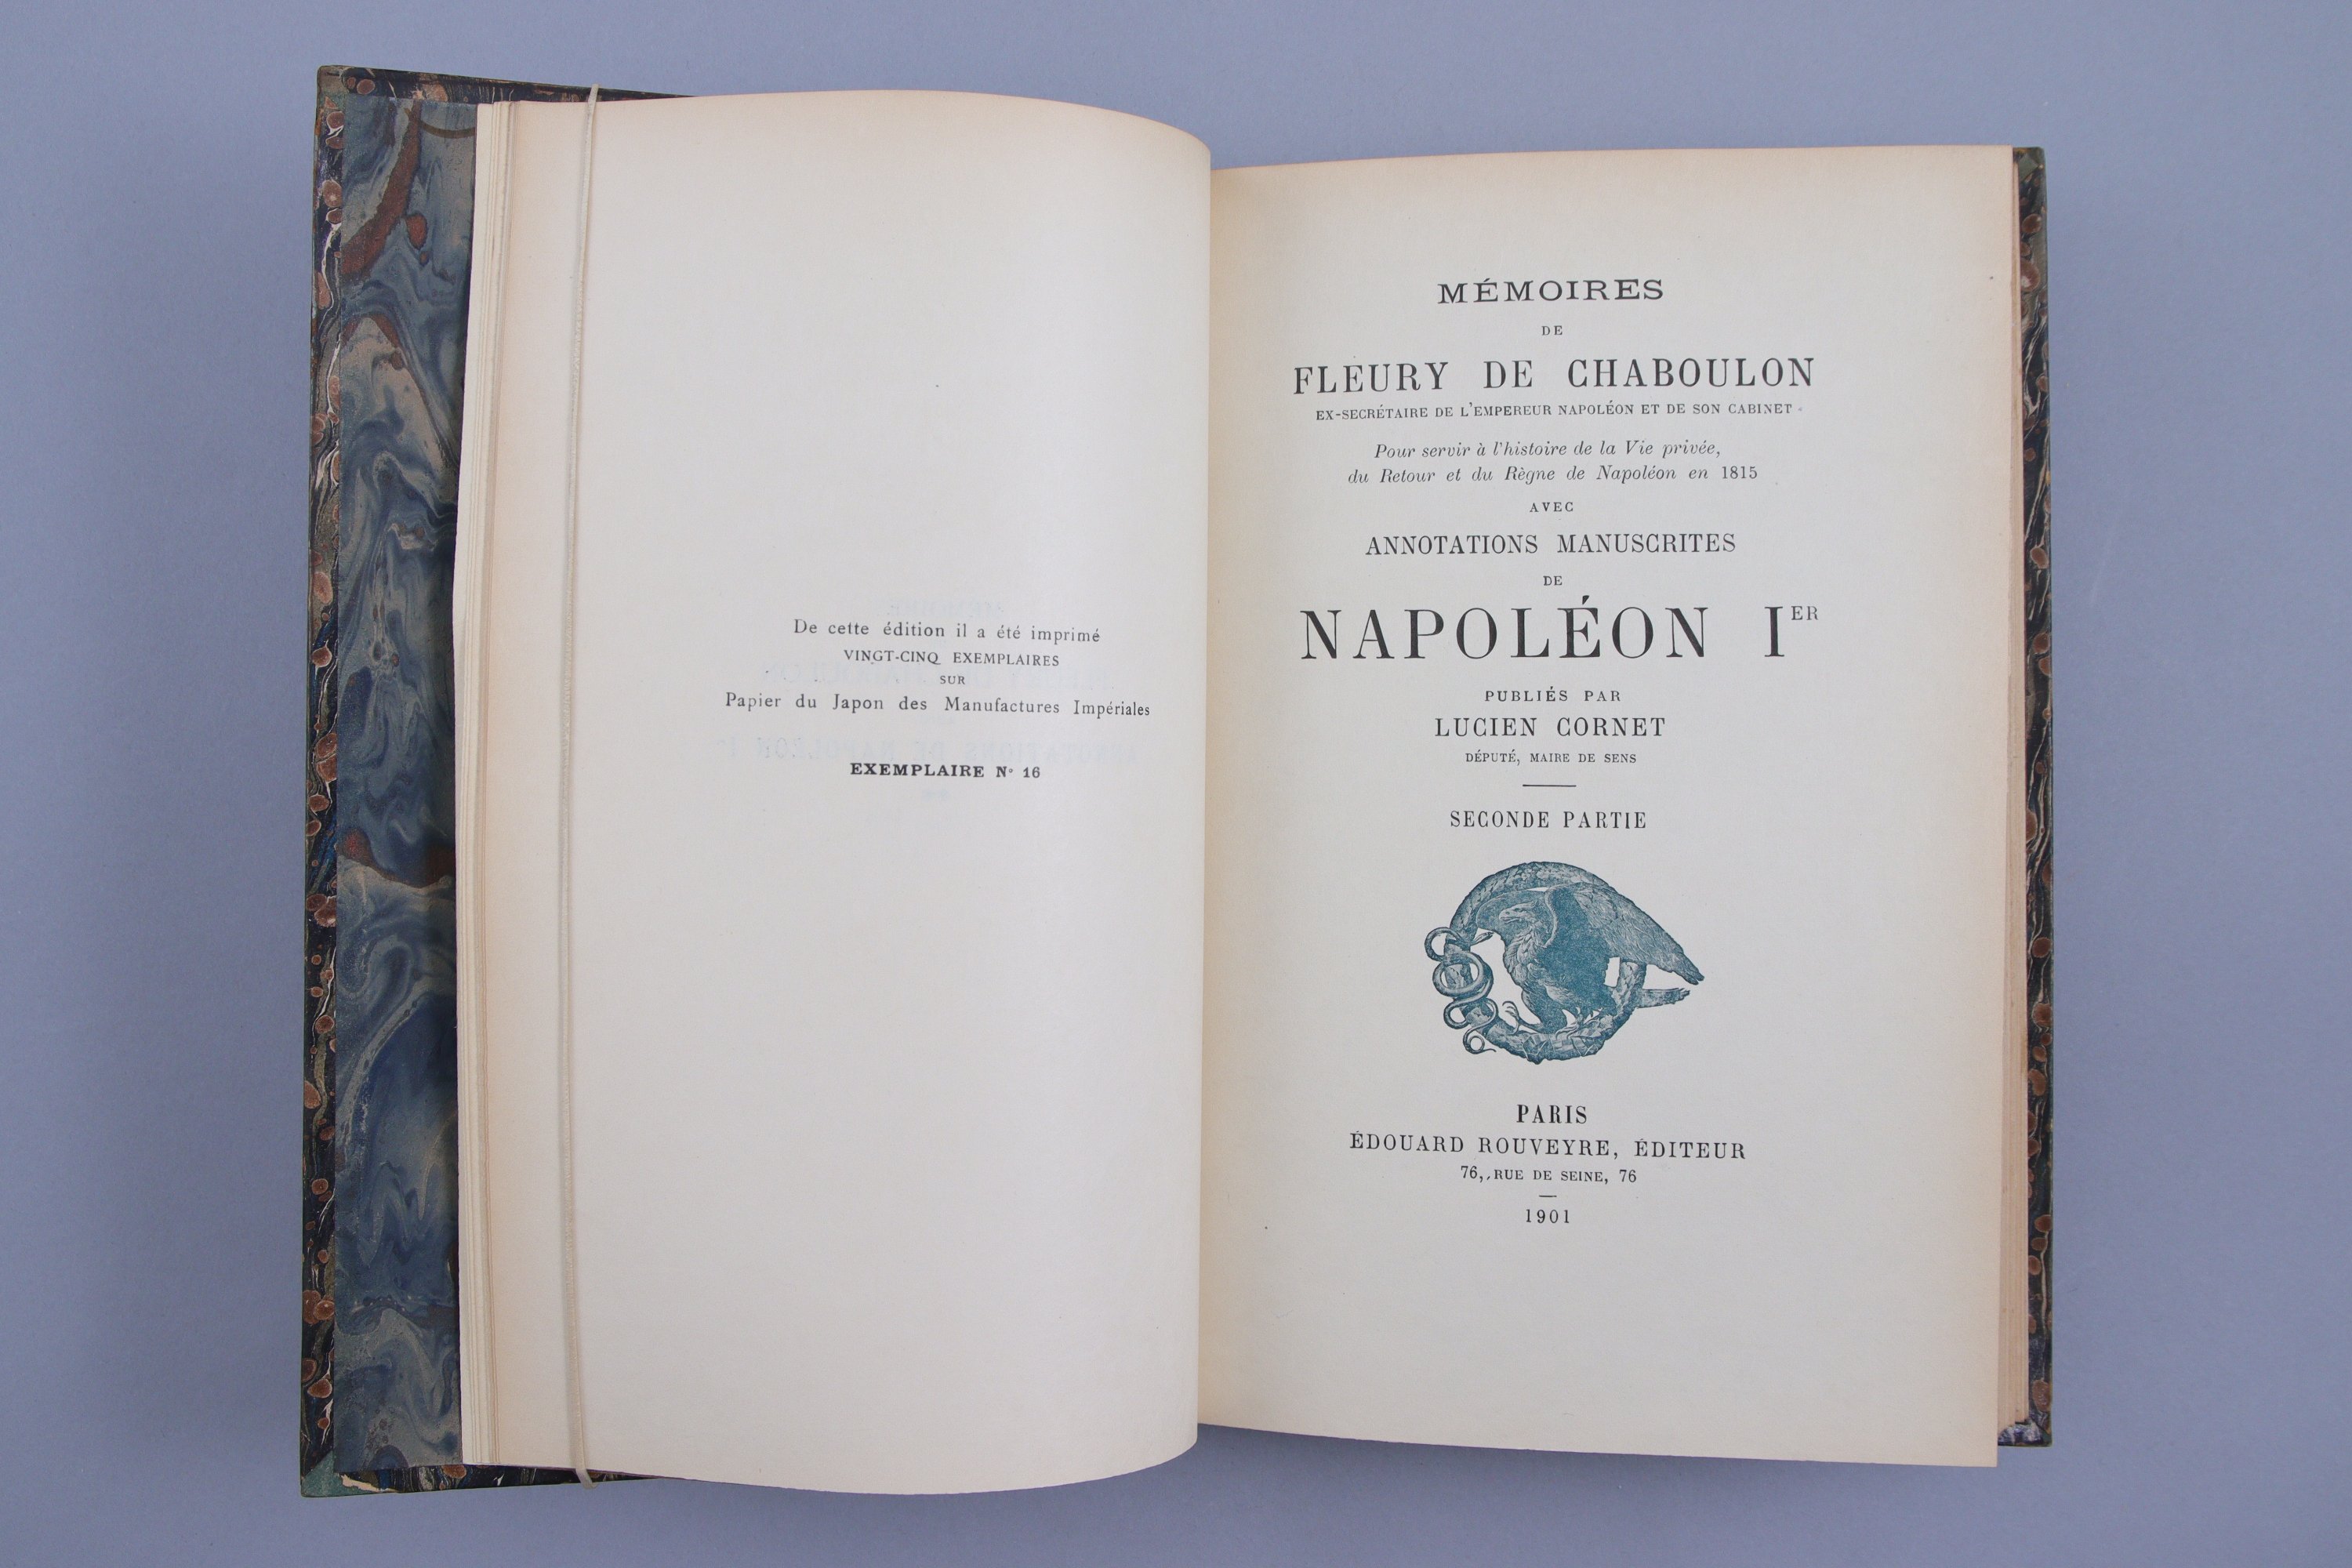 De cette édition il a été imprimé
VINGT-CINQ EXEMPLAIRES
SUR
Papier du Japon des Manufactures Impériales
EXEMPLAIRE N° 16
MÉMOIRES
DE
FLEURY DE CHABOULON
EX-SECRÉTAIRE DE L'EMPEREUR NAPOLÉON ET DE SON CABINET
Pour servir à l'histoire de la Vie privée,
du Retour et du Règne de Napoléon en 1815
AVEC
ANNOTATIONS MANUSCRITES
DE
NAPOLÉON IER
PUBLIÉS PAR
LUCIEN CORNET
DÉPUTÉ, MAIRE DE SENS
SECONDE PARTIE
PARIS
ÉDOUARD ROUVEYRE, ÉDITEUR
76, RUE DE SEINE, 76
1901